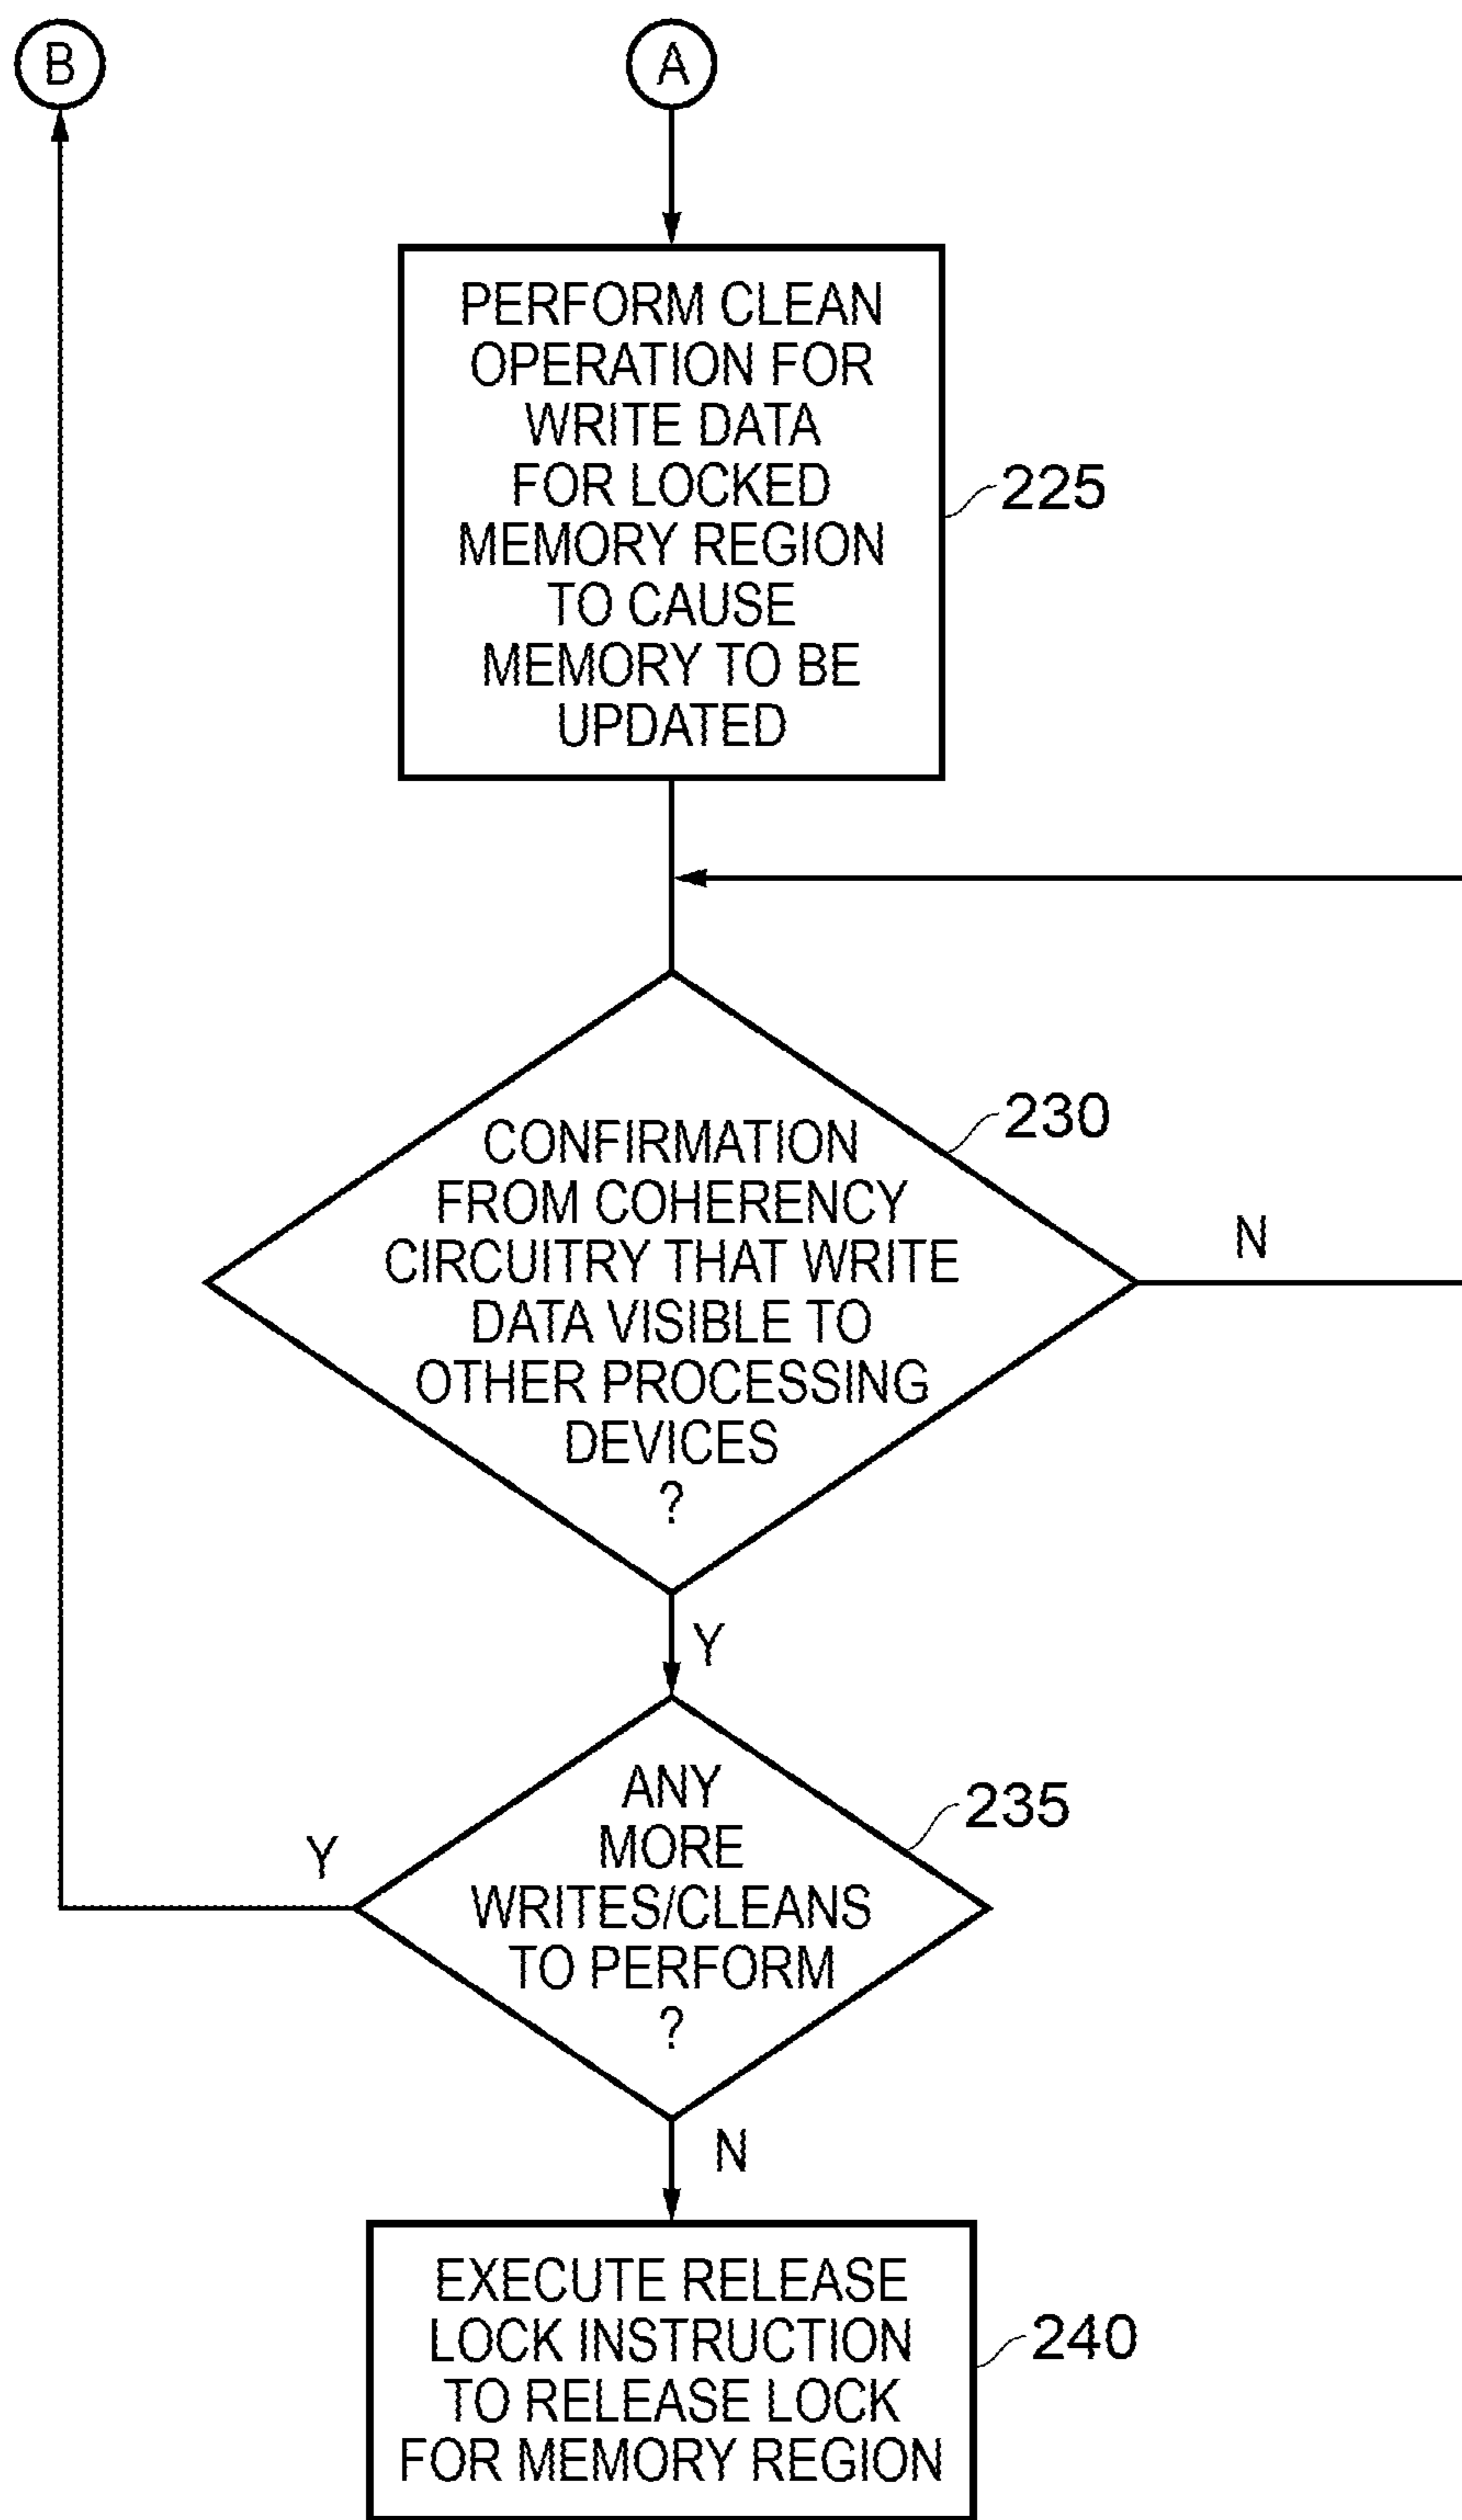 B
A
PERFORM CLEAN
OPERATION FOR
WRITE DATA
FOR LOCKED
MEMORY REGION
TO CAUSE
MEMORY TO BE
UPDATED
225
230
CONFIRMATION
FROM COHERENCY
CIRCUITRY THAT WRITE
DATA VISIBLE TO
OTHER PROCESSING
DEVICES
?
N
Y
ANY
MORE
WRITES/CLEANS
TO PERFORM
?
235
Y
N
EXECUTE RELEASE
LOCK INSTRUCTION
TO RELEASE LOCK
FOR MEMORY REGION
240